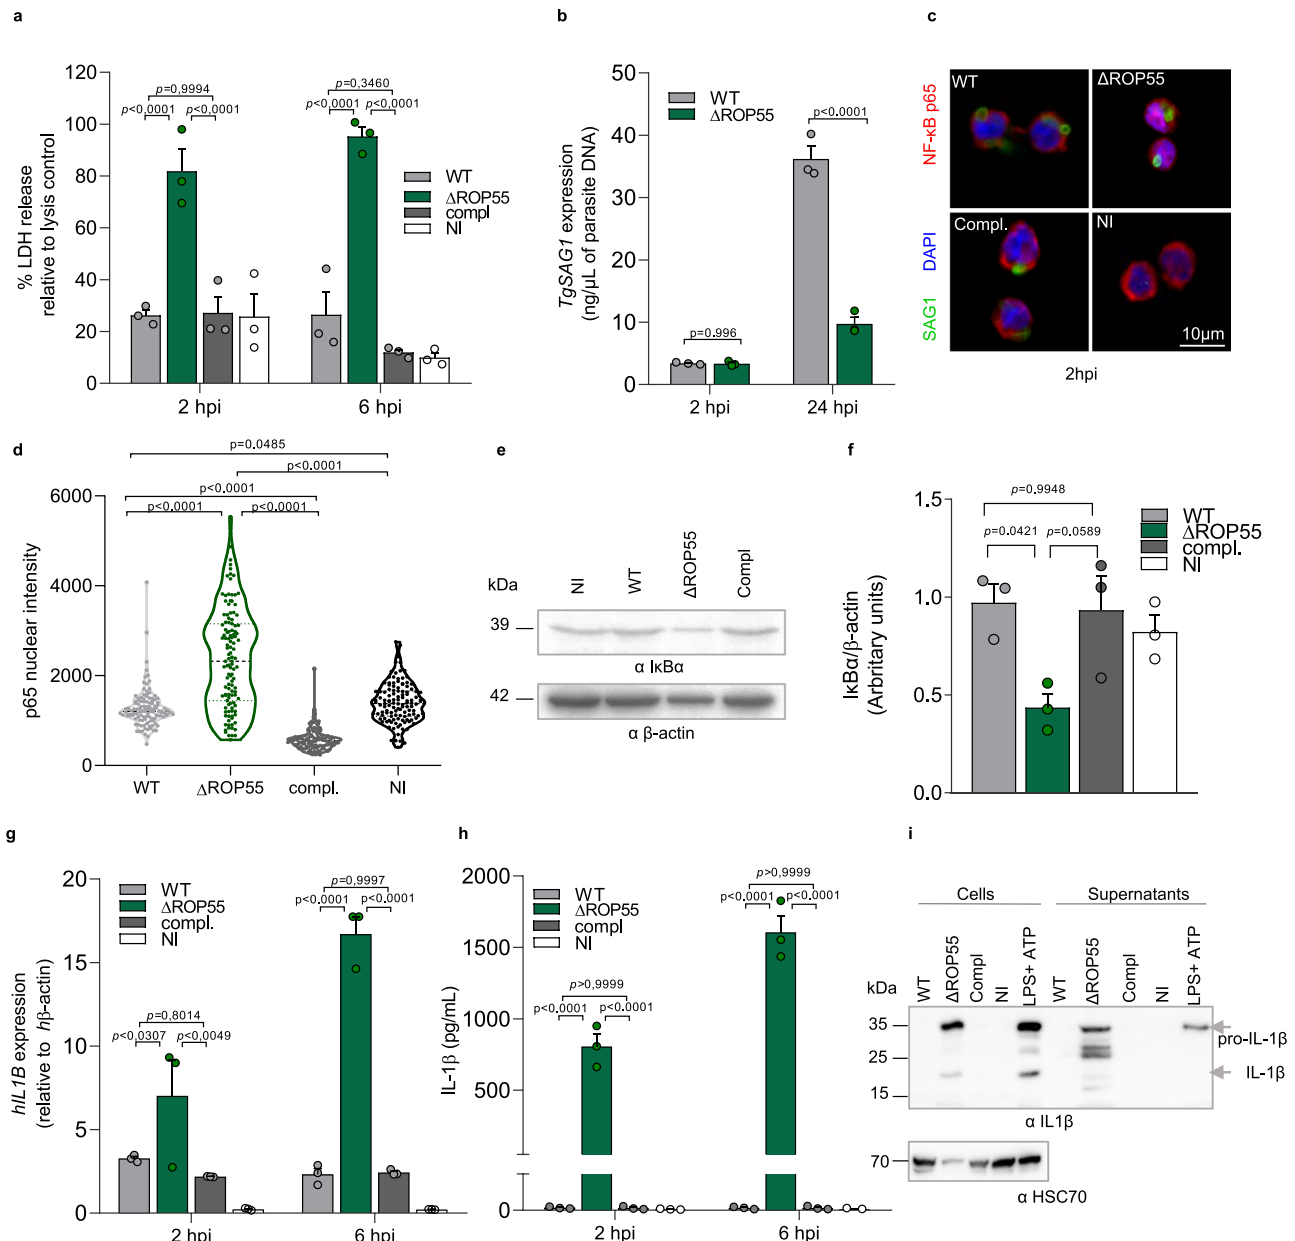 a
% LDH release
relative to lysis control
120
100
80
60
40
20
0
p=0,9994
p<0,0001
p<0,0001
p=0,3460
p<0,0001
p<0,0001
WT
ΔROP55
compl
NI
2 hpi
6 hpi
b
TgSAG1 expression
(ng/µL of parasite DNA)
50
40
30
20
10
0
WT
ΔROP55
p<0.0001
p=0.996
2 hpi
24 hpi
c
NF-κB p65
DAPI
SAG1
WT
ΔROP55
Compl.
NI
10µm
2hpi
d
p65 nuclear intensity
6000
4000
2000
0
p=0.0485
p<0.0001
p<0.0001
p<0.0001
p<0.0001
WT
ΔROP55
compl.
NI
e
kDa
NI
WT
ΔROP55
Compl
39
α IκBα
42
α β-actin
f
IκBα/β-actin
(Arbritary units)
1.5
1.0
0.5
0.0
p=0.9948
p=0.0421
p=0.0589
WT
ΔROP55
compl.
NI
g
hIL1B expression
(relative to hβ-actin)
20
15
10
5
0
WT
ΔROP55
compl.
NI
p=0,8014
p<0,0307
p<0,0049
p=0,9997
p<0,0001
p<0,0001
2 hpi
6 hpi
h
IL-1β (pg/mL)
2000
1500
1000
500
0
WT
ΔROP55
compl
NI
p>0,9999
p<0,0001
p<0,0001
p>0,9999
p<0,0001
p<0,0001
2 hpi
6 hpi
i
Cells
Supernatants
kDa
WT
ΔROP55
Compl
NI
LPS+ ATP
WT
ΔROP55
Compl
NI
LPS+ ATP
35
25
15
pro-IL-1β
IL-1β
α IL1β
70
α HSC70